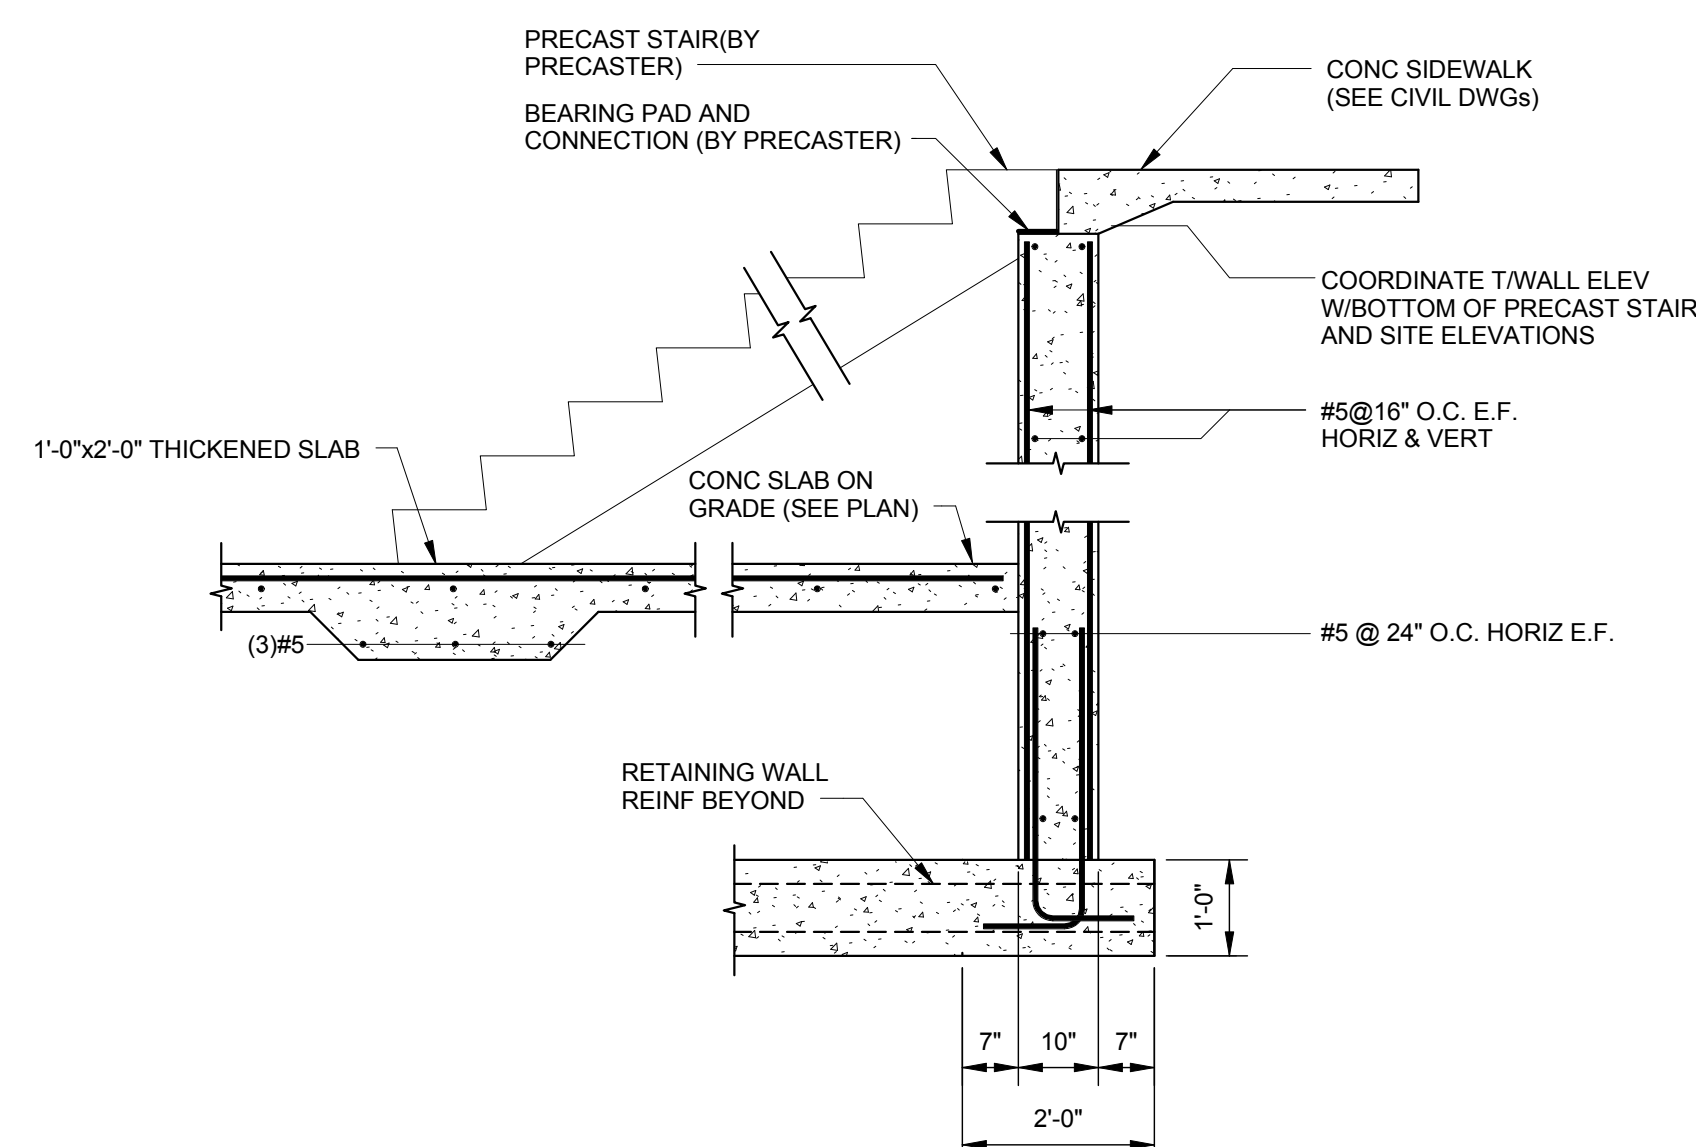 PRECAST STAIR(BY
PRECASTER)
BEARING PAD AND
CONNECTION (BY PRECASTER)
CONC SIDEWALK
(SEE CIVIL DWGs)
COORDINATE T/WALL ELEV
W/BOTTOM OF PRECAST STAIR
AND SITE ELEVATIONS
#5@16" O.C. E.F.
HORIZ & VERT
1'-0"x2'-0" THICKENED SLAB
CONC SLAB ON
GRADE (SEE PLAN)
(3)#5
#5 @ 24" O.C. HORIZ E.F.
RETAINING WALL
REINF BEYOND
1'-0"
7"
10"
7"
2'-0"